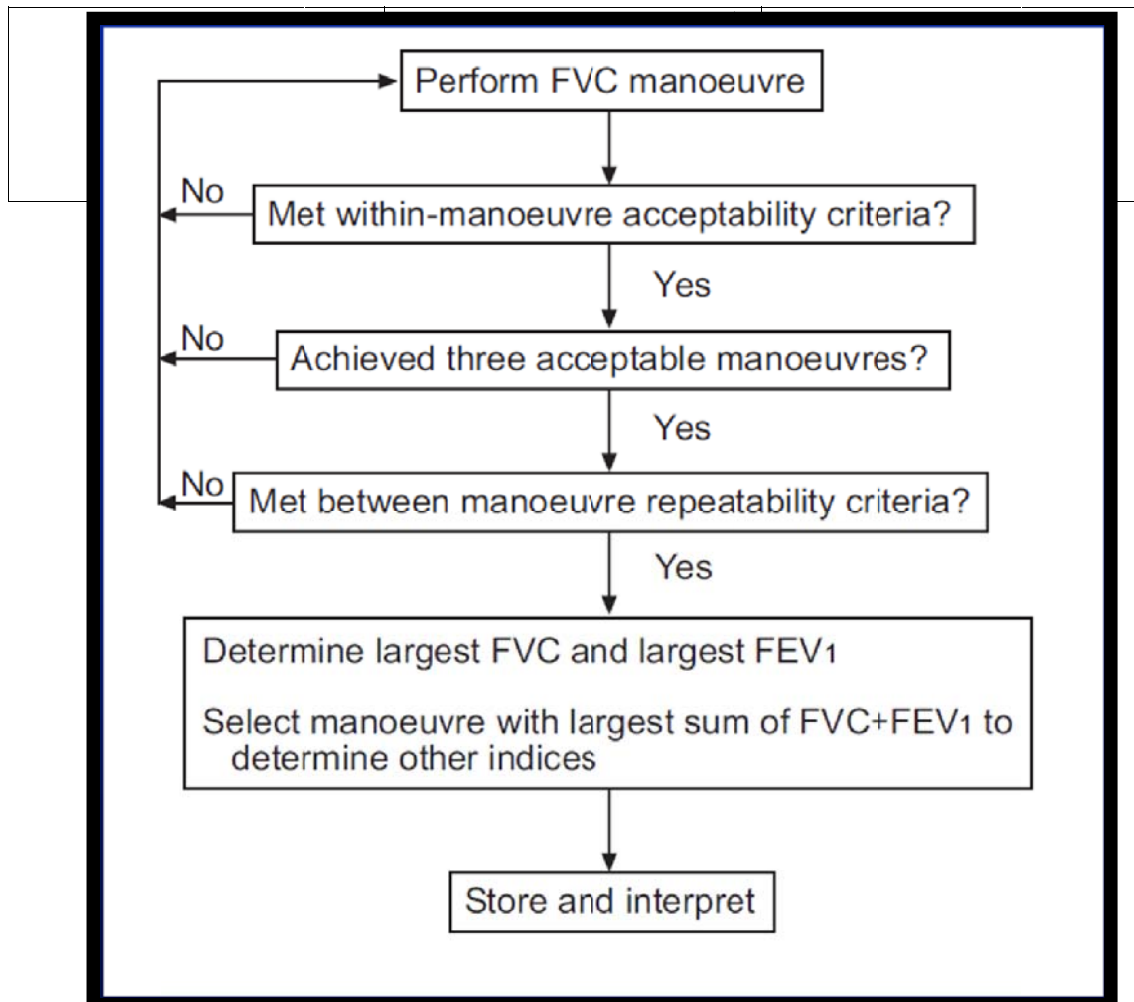 Perform FVC manoeuvre
No
Met within-manoeuvre acceptability criteria?
Yes
No
Achieved three acceptable manoeuvres?
Yes
No
Met between manoeuvre repeatability criteria?
Yes
Determine largest FVC and largest FEV1
Select manoeuvre with largest sum of FVC+FEV1 to
determine other indices
Store and interpret